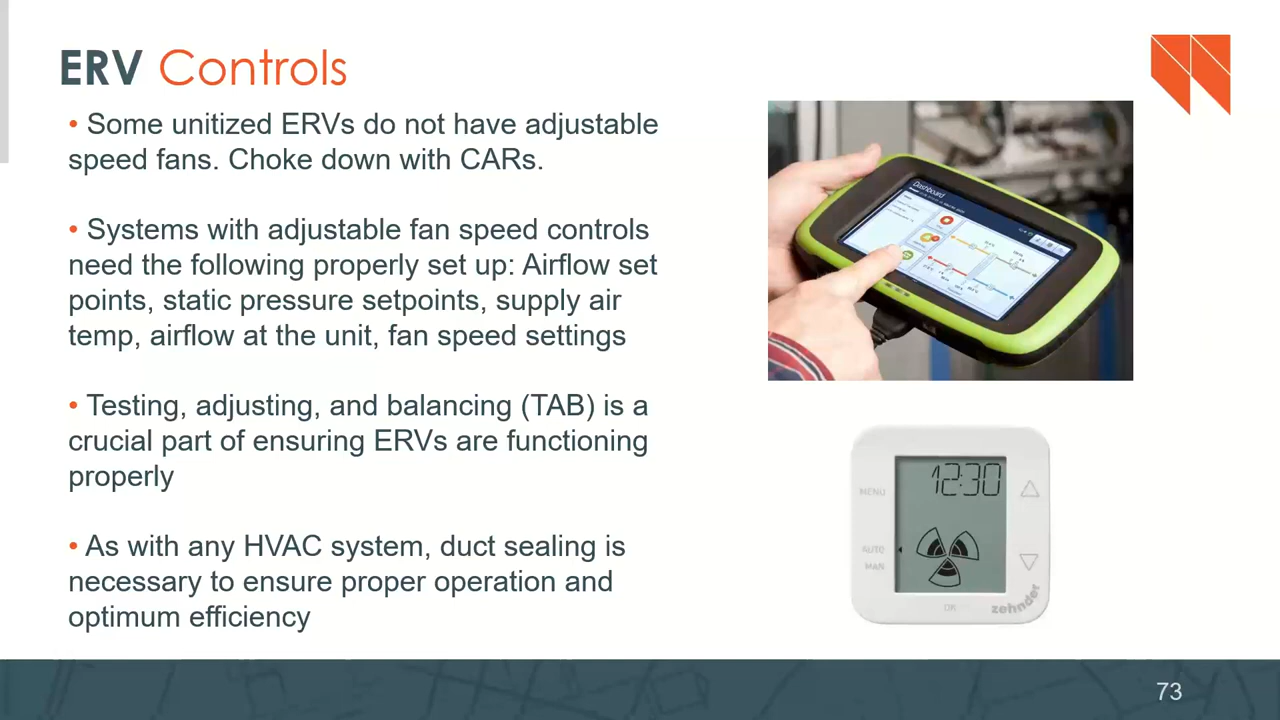 ERV Controls
• Some unitized ERVs do not have adjustable
speed fans. Choke down with CARs.
• Systems with adjustable fan speed controls
need the following properly set up: Airflow set
points, static pressure setpoints, supply air
temp, airflow at the unit, fan speed settings
• Testing, adjusting, and balancing (TAB) is a
crucial part of ensuring ERVs are functioning
properly
• As with any HVAC system, duct sealing is
necessary to ensure proper operation and
optimum efficiency
Dashboard
12:30
MENU
AUTO
MAN
OK
zehnder
73